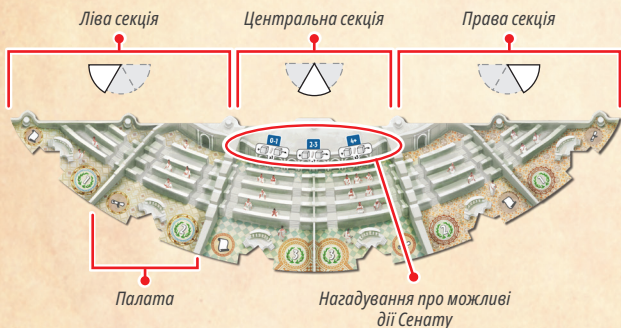 Ліва секція
Центральна секція
Права секція
0-1
2-3
4+
Палата
Нагадування про можливі
дії Сенату